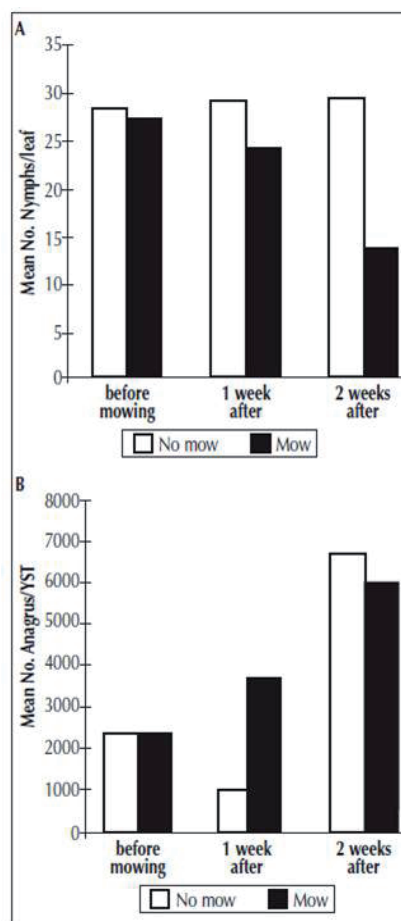 A
Mean No. Nymphs/leaf
35
30
25
20
15
10
5
0
before mowing
1 week after
2 weeks after
No mow
Mow
B
Mean No. Anagrus/YST
8000
7000
6000
5000
4000
3000
2000
1000
0
before mowing
1 week after
2 weeks after
No mow
Mow